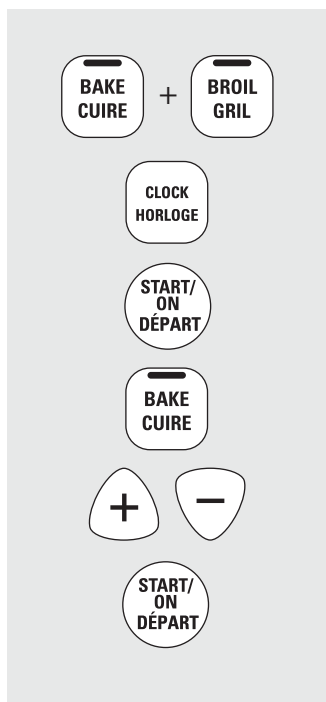 BAKE + BROIL
CUIRE GRIL
CLOCK
HORLOGE
START/
ON
DÉPART
BAKE
CUIRE
+ −
START/
ON
DÉPART